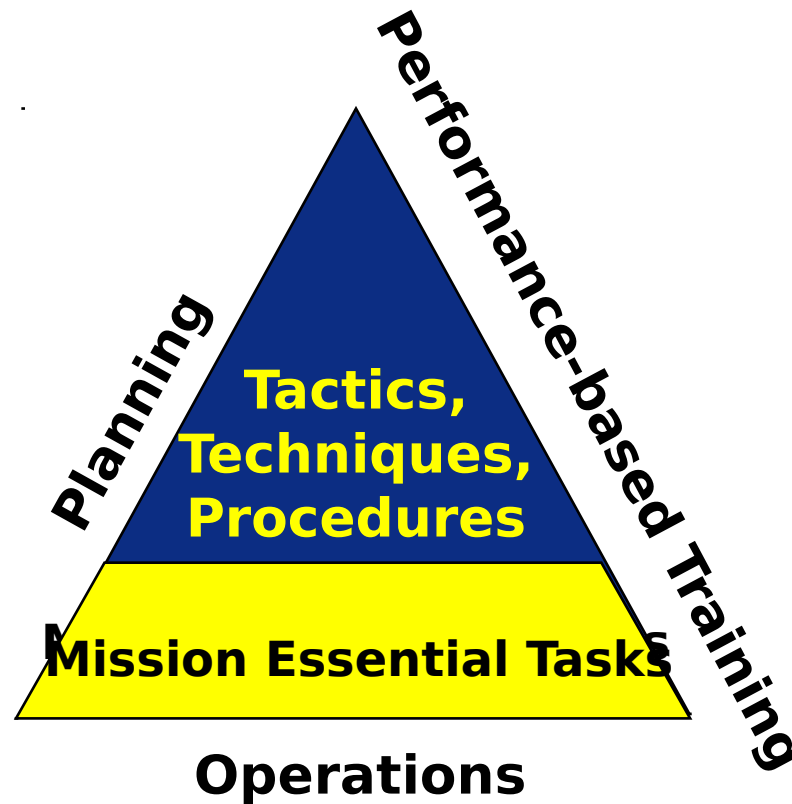 Performance-based Training
Planning
Tactics,
Techniques,
Procedures
Mission Essential Tasks
Operations